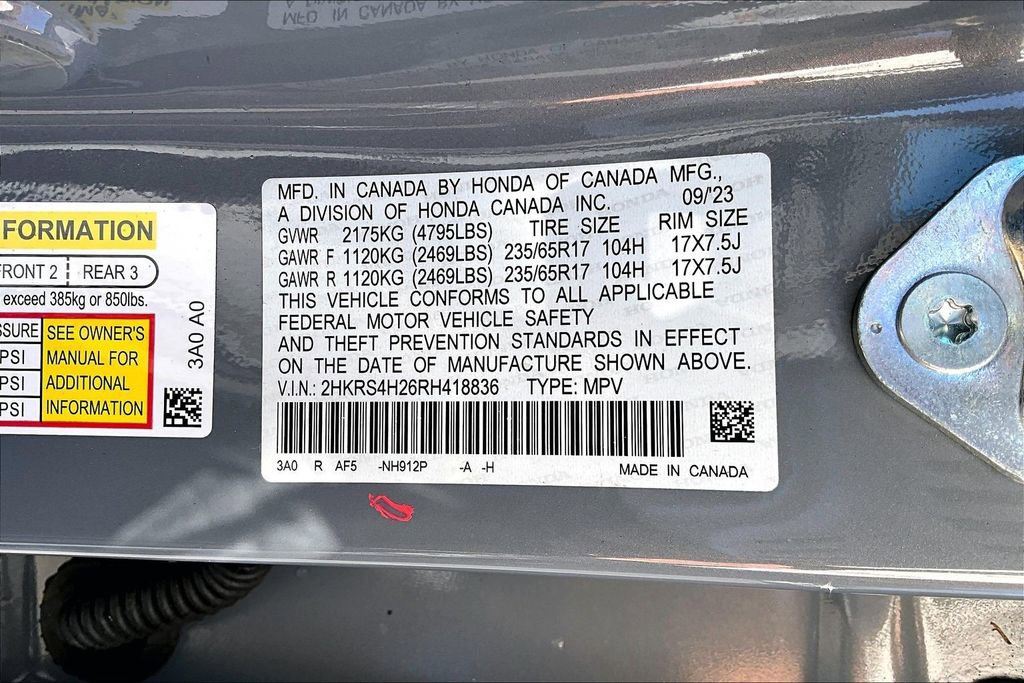 MFD. IN CANADA BY HONDA OF CANADA MFG.,
A DIVISION OF HONDA CANADA INC. 09/'23
GVWR 2175KG (4795LBS) TIRE SIZE RIM SIZE
GAWR F 1120KG (2469LBS) 235/65R17 104H 17X7.5J
GAWR R 1120KG (2469LBS) 235/65R17 104H 17X7.5J
THIS VEHICLE CONFORMS TO ALL APPLICABLE
FEDERAL MOTOR VEHICLE SAFETY
AND THEFT PREVENTION STANDARDS IN EFFECT
ON THE DATE OF MANUFACTURE SHOWN ABOVE.
V.I.N.: 2HKRS4H26RH418836 TYPE: MPV
3A0 R AF5 -NH912P -A -H MADE IN CANADA
FORMATION
FRONT 2 REAR 3
exceed 385kg or 850lbs.
SSURE SEE OWNER'S
PSI MANUAL FOR
PSI ADDITIONAL
PSI INFORMATION
3A0 A0